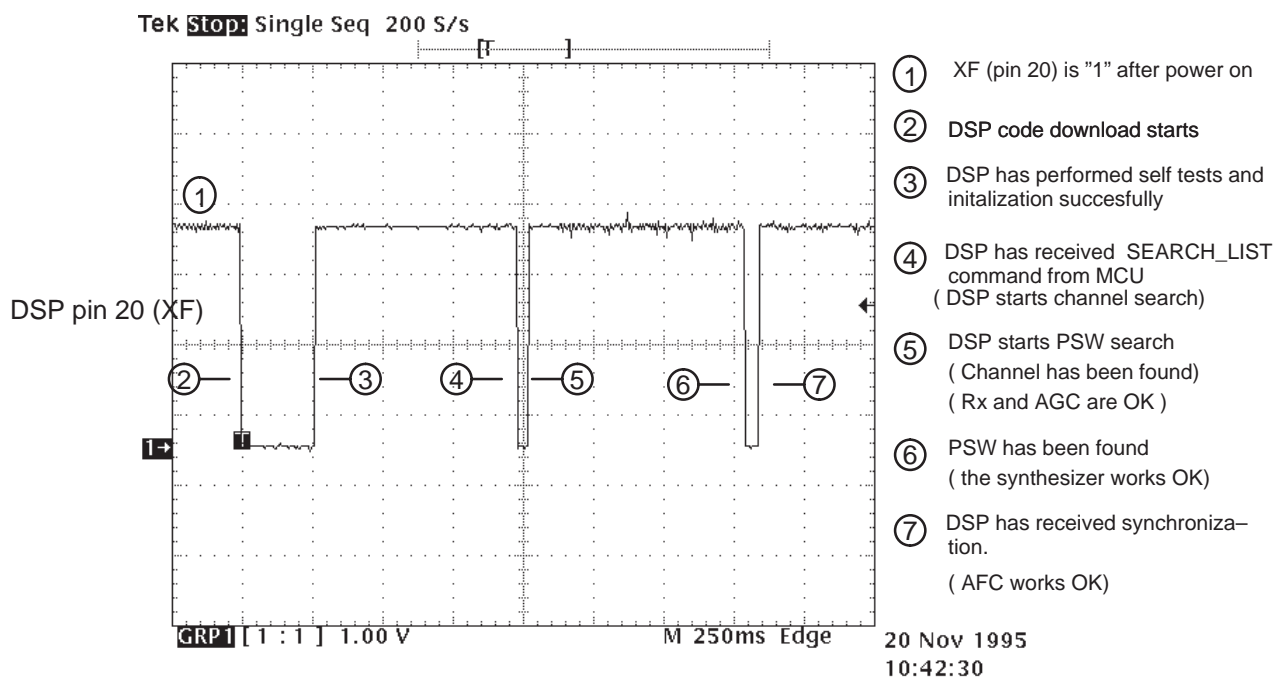 Tek Stop: Single Seq 200 S/s
[T ]
1 XF (pin 20) is "1" after power on
2 DSP code download starts
3 DSP has performed self tests and
initalization succesfully
4 DSP has received SEARCH_LIST
command from MCU
( DSP starts channel search)
5 DSP starts PSW search
( Channel has been found)
( Rx and AGC are OK )
6 PSW has been found
( the synthesizer works OK)
7 DSP has received synchroniza–
tion.
( AFC works OK)
1
DSP pin 20 (XF)
2 3 4 5 6 7
1→ T
GRP1 [ 1 : 1 ] 1.00 V M 250ms Edge
20 Nov 1995
10:42:30